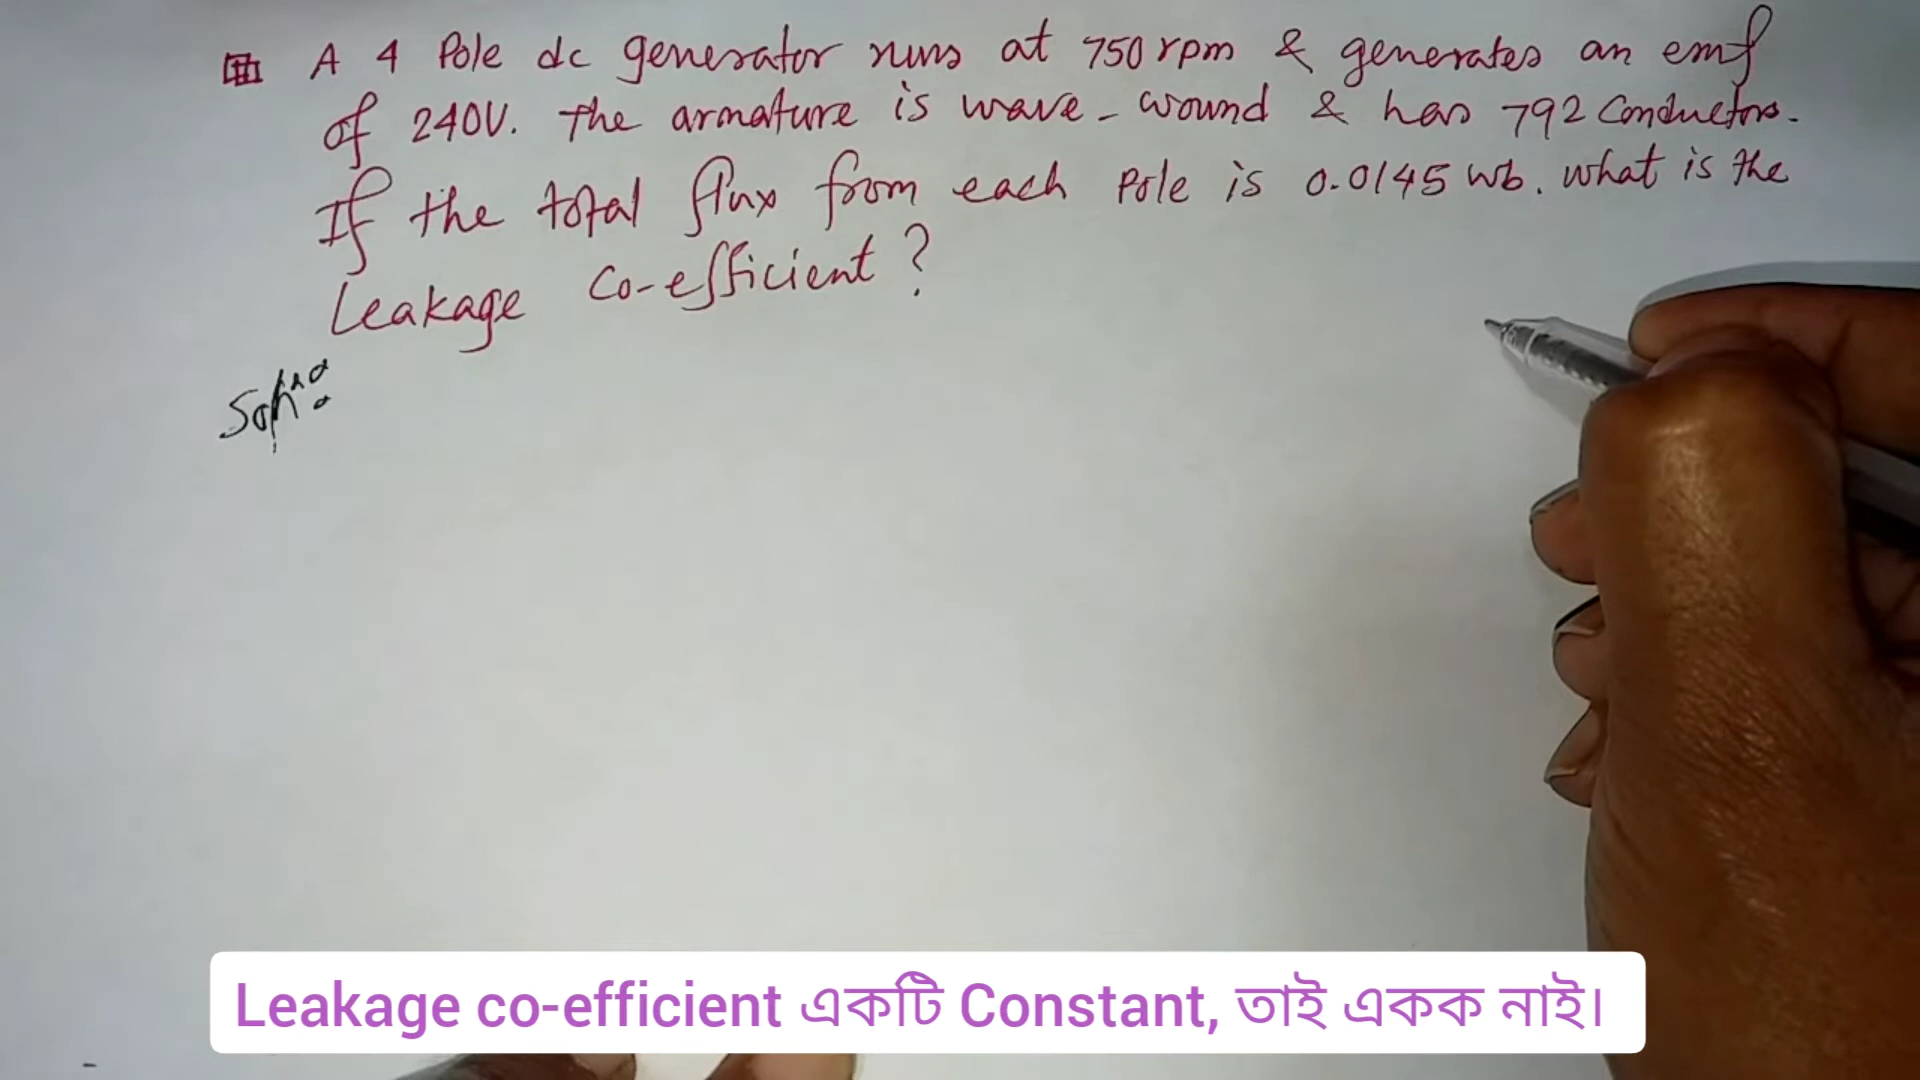 A 4 Pole dc generator runs at 750 rpm & generates an emf
of 240V. The armature is wave-wound & has 792 Conductors.
If the total flux from each Pole is 0.0145 wb. what is the
Leakage co-efficient?
Soln:
Leakage co-efficient একটি Constant, তাই একক নাই।